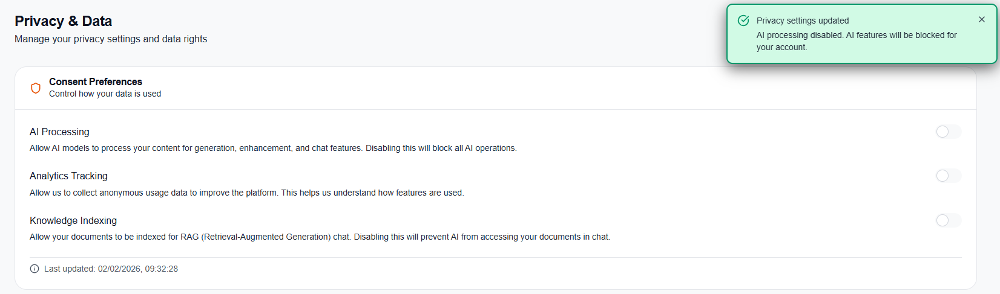 Privacy & Data
Manage your privacy settings and data rights
Privacy settings updated
AI processing disabled. AI features will be blocked for
your account.
Consent Preferences
Control how your data is used
AI Processing
Allow AI models to process your content for generation, enhancement, and chat features. Disabling this will block all AI operations.
Analytics Tracking
Allow us to collect anonymous usage data to improve the platform. This helps us understand how features are used.
Knowledge Indexing
Allow your documents to be indexed for RAG (Retrieval-Augmented Generation) chat. Disabling this will prevent AI from accessing your documents in chat.
Last updated: 02/02/2026, 09:32:28